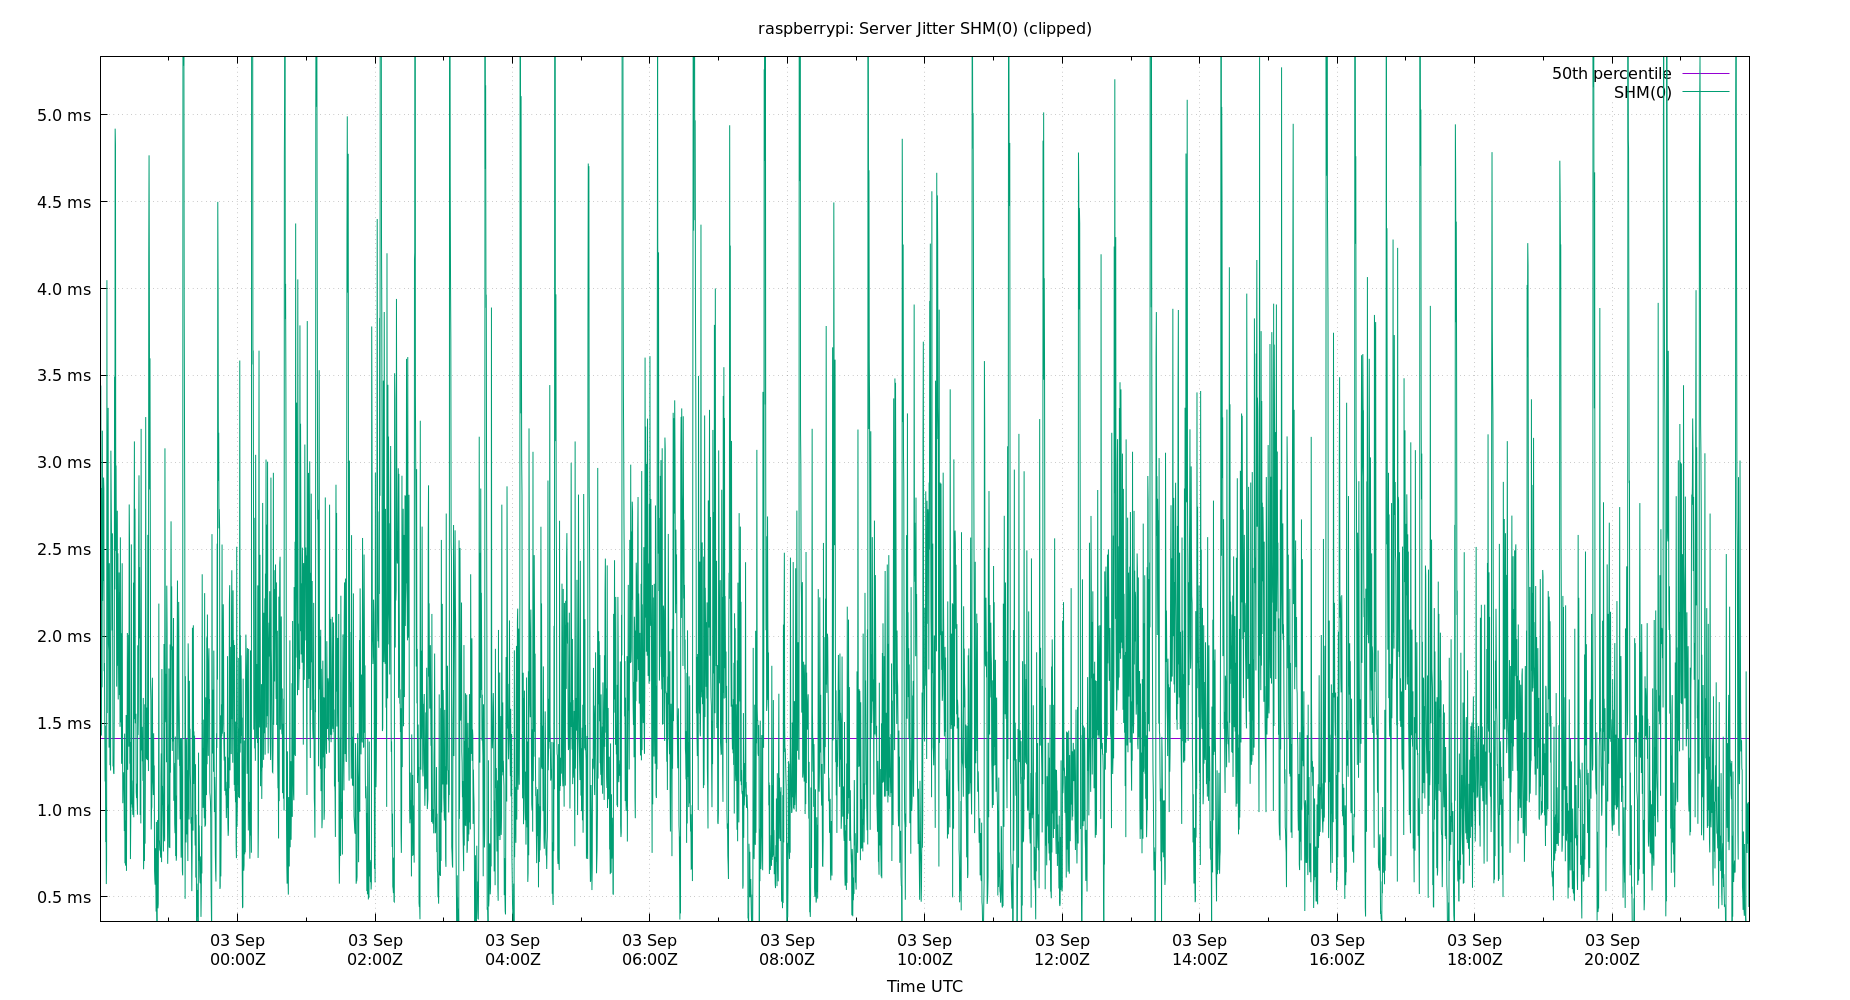 raspberrypi: Server Jitter SHM(0) (clipped)
50th percentile
SHM(0)
5.0 ms
4.5 ms
4.0 ms
3.5 ms
3.0 ms
2.5 ms
2.0 ms
1.5 ms
1.0 ms
0.5 ms
03 Sep 03 Sep 03 Sep 03 Sep 03 Sep 03 Sep 03 Sep 03 Sep 03 Sep 03 Sep 03 Sep
00:00Z 02:00Z 04:00Z 06:00Z 08:00Z 10:00Z 12:00Z 14:00Z 16:00Z 18:00Z 20:00Z
Time UTC